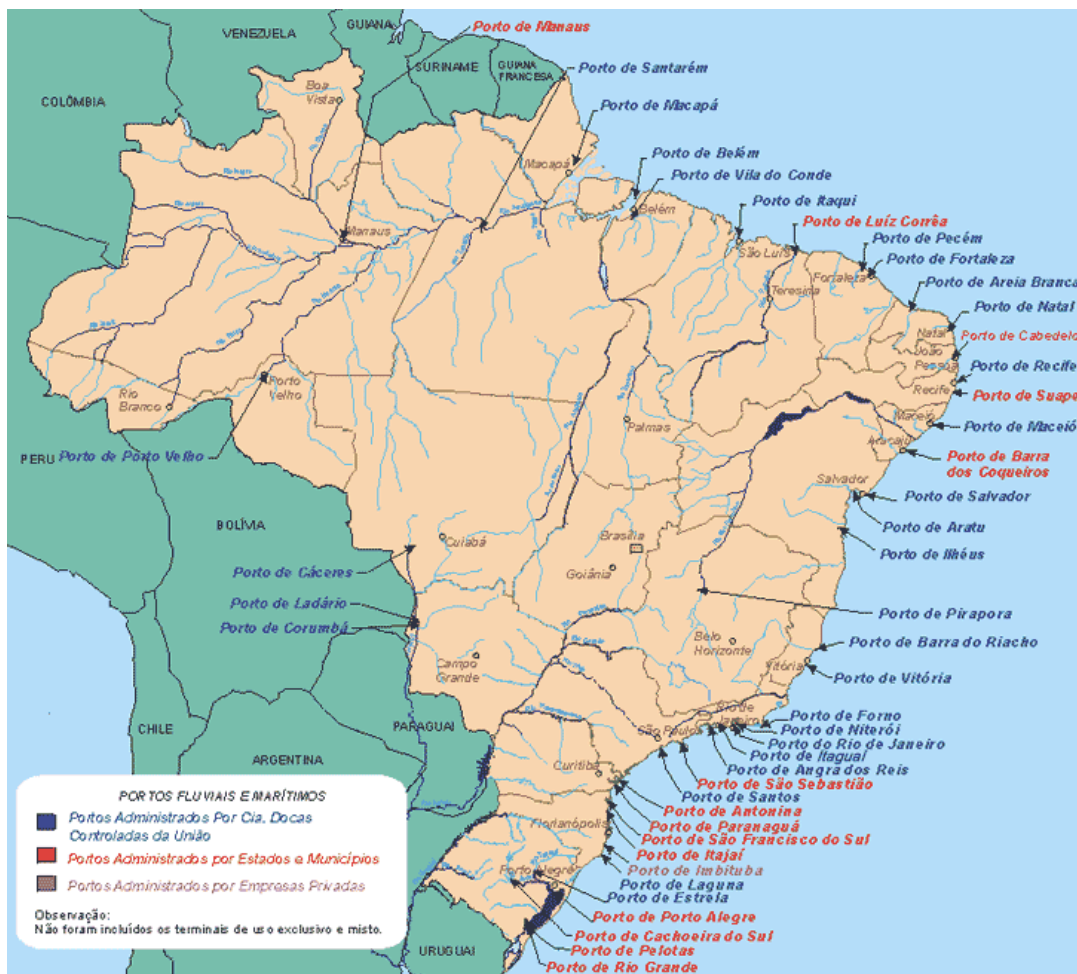 VENEZUELA
GUIANA
Porto de Manaus
SURINAME
GUIANA
FRANCESA
Porto de Santarém
COLÔMBIA
Boa
Vista
Porto de Macapá
Macapá
Porto de Belém
Porto de Vila do Conde
Belém
Porto de Itaqui
Porto de Luíz Corrêa
Manaus
São Luís
Porto de Pecém
Porto de Fortaleza
Fortaleza
Teresina
Porto de Areia Branca
Porto de Natal
Natal
Porto de Cabedelo
João
Pessoa
Porto de Recife
Porto
Velho
Rio
Branco
Recife
Porto de Suape
Palmas
Maceió
Porto de Maceió
Aracaju
PERU
Porto de Porto Velho
Porto de Barra
dos Coqueiros
Salvador
Porto de Salvador
BOLÍVIA
Porto de Aratu
Cuiabá
Brasília
Porto de Ilhéus
Goiânia
Porto de Cáceres
Porto de Ladário
Porto de Pirapora
Porto de Corumbá
Belo
Horizonte
Porto de Barra do Riacho
Campo
Grande
Vitória
Porto de Vitória
CHILE
PARAGUAI
Rio de
Janeiro
Porto de Forno
São Paulo
Porto de Niterói
Porto do Rio de Janeiro
Porto de Itaguaí
ARGENTINA
Curitiba
Porto de Angra dos Reis
Porto de São Sebastião
Porto de Santos
Porto de Antonina
Florianópolis
Porto de Paranaguá
Porto de São Francisco do Sul
Porto de Itajaí
Porto Alegre
Porto de Imbituba
Porto de Laguna
Porto de Estrela
Porto de Porto Alegre
Porto de Cachoeira do Sul
URUGUAI
Porto de Pelotas
Porto de Rio Grande
PORTOS FLUVIAIS E MARÍTIMOS
Portos Administrados Por Cia. Docas
Controladas da União
Portos Administrados por Estados e Municípios
Portos Administrados por Empresas Privadas
Observação:
Não foram incluídos os terminais de uso exclusivo e misto.